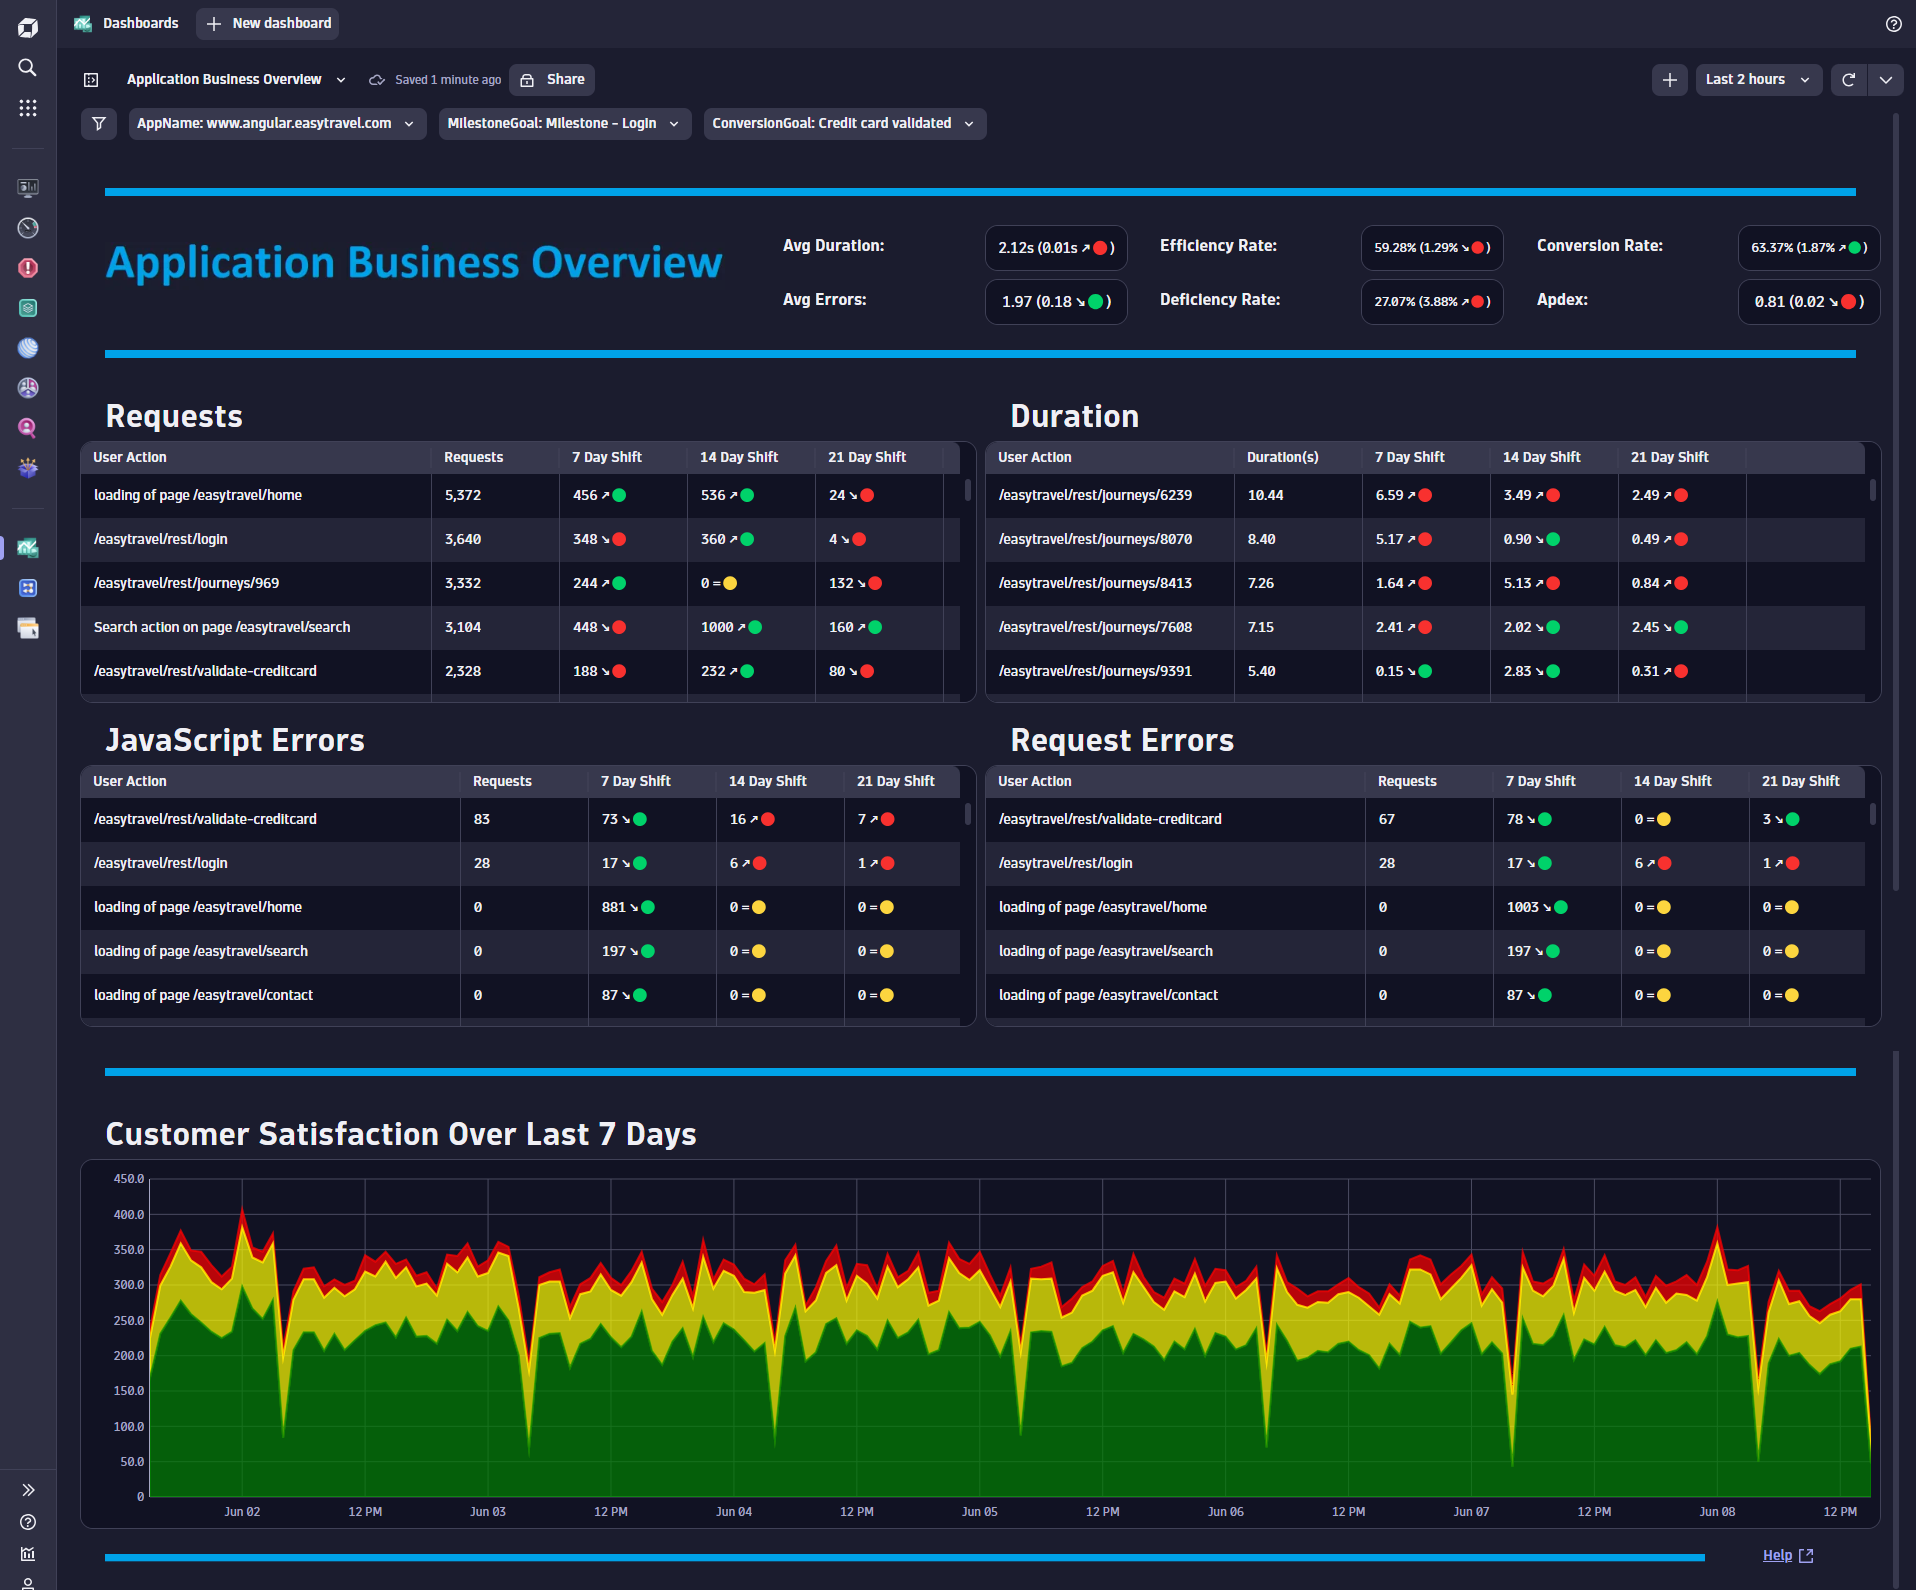 Dashboards
New dashboard
Application Business Overview
Saved 1 minute ago
Share
Last 2 hours
AppName: www.angular.easytravel.com
MilestoneGoal: Milestone - Login
ConversionGoal: Credit card validated
Application Business Overview
Avg Duration: 2.12s (0.01s ↗ 🔴)
Efficiency Rate: 59.28% (1.29% ↘ 🔴)
Conversion Rate: 63.37% (1.87% ↗ 🟢)
Avg Errors: 1.97 (0.18 ↘ 🟢)
Deficiency Rate: 27.07% (3.88% ↗ 🔴)
Apdex: 0.81 (0.02 ↘ 🔴)
Requests
User Action Requests 7 Day Shift 14 Day Shift 21 Day Shift
loading of page /easytravel/home 5,372 456 ↗ 🟢 536 ↗ 🟢 24 ↘ 🔴
/easytravel/rest/login 3,640 348 ↘ 🔴 360 ↗ 🟢 4 ↘ 🔴
/easytravel/rest/journeys/969 3,332 244 ↗ 🟢 0 = 🟡 132 ↘ 🔴
Search action on page /easytravel/search 3,104 448 ↘ 🔴 1000 ↗ 🟢 160 ↗ 🟢
/easytravel/rest/validate-creditcard 2,328 188 ↘ 🔴 232 ↗ 🟢 80 ↘ 🔴
Duration
User Action Duration(s) 7 Day Shift 14 Day Shift 21 Day Shift
/easytravel/rest/journeys/6239 10.44 6.59 ↗ 🔴 3.49 ↗ 🔴 2.49 ↗ 🔴
/easytravel/rest/journeys/8070 8.40 5.17 ↗ 🔴 0.90 ↘ 🟢 0.49 ↗ 🔴
/easytravel/rest/journeys/8413 7.26 1.64 ↗ 🔴 5.13 ↗ 🔴 0.84 ↗ 🔴
/easytravel/rest/journeys/7608 7.15 2.41 ↗ 🔴 2.02 ↘ 🟢 2.45 ↘ 🟢
/easytravel/rest/journeys/9391 5.40 0.15 ↘ 🟢 2.83 ↘ 🟢 0.31 ↗ 🔴
JavaScript Errors
User Action Requests 7 Day Shift 14 Day Shift 21 Day Shift
/easytravel/rest/validate-creditcard 83 73 ↘ 🟢 16 ↗ 🔴 7 ↗ 🔴
/easytravel/rest/login 28 17 ↘ 🟢 6 ↗ 🔴 1 ↗ 🔴
loading of page /easytravel/home 0 881 ↘ 🟢 0 = 🟡 0 = 🟡
loading of page /easytravel/search 0 197 ↘ 🟢 0 = 🟡 0 = 🟡
loading of page /easytravel/contact 0 87 ↘ 🟢 0 = 🟡 0 = 🟡
Request Errors
User Action Requests 7 Day Shift 14 Day Shift 21 Day Shift
/easytravel/rest/validate-creditcard 67 78 ↘ 🟢 0 = 🟡 3 ↘ 🟢
/easytravel/rest/login 28 17 ↘ 🟢 6 ↗ 🔴 1 ↗ 🔴
loading of page /easytravel/home 0 1003 ↘ 🟢 0 = 🟡 0 = 🟡
loading of page /easytravel/search 0 197 ↘ 🟢 0 = 🟡 0 = 🟡
loading of page /easytravel/contact 0 87 ↘ 🟢 0 = 🟡 0 = 🟡
Customer Satisfaction Over Last 7 Days
450.0
400.0
350.0
300.0
250.0
200.0
150.0
100.0
50.0
0
Jun 02 12 PM Jun 03 12 PM Jun 04 12 PM Jun 05 12 PM Jun 06 12 PM Jun 07 12 PM Jun 08 12 PM
Help